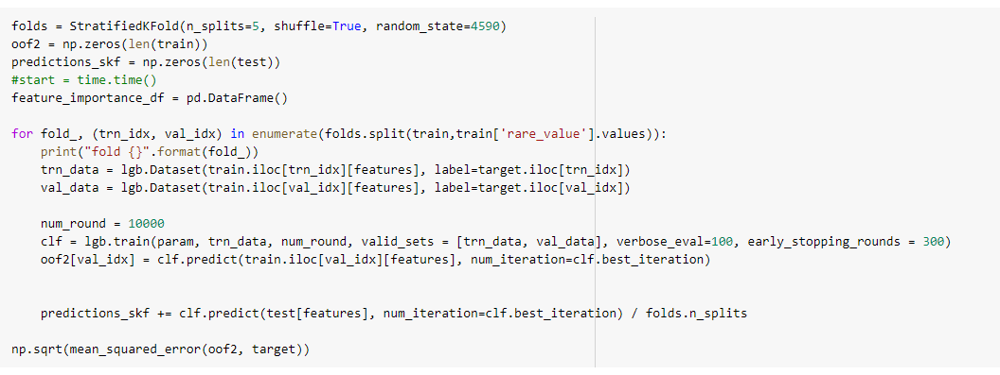 folds = StratifiedKFold(n_splits=5, shuffle=True, random_state=4590)
oof2 = np.zeros(len(train))
predictions_skf = np.zeros(len(test))
#start = time.time()
feature_importance_df = pd.DataFrame()
for fold_, (trn_idx, val_idx) in enumerate(folds.split(train,train['rare_value'].values)):
    print("fold {}".format(fold_))
    trn_data = lgb.Dataset(train.iloc[trn_idx][features], label=target.iloc[trn_idx])
    val_data = lgb.Dataset(train.iloc[val_idx][features], label=target.iloc[val_idx])
    num_round = 10000
    clf = lgb.train(param, trn_data, num_round, valid_sets = [trn_data, val_data], verbose_eval=100, early_stopping_rounds = 300)
    oof2[val_idx] = clf.predict(train.iloc[val_idx][features], num_iteration=clf.best_iteration)
    predictions_skf += clf.predict(test[features], num_iteration=clf.best_iteration) / folds.n_splits
np.sqrt(mean_squared_error(oof2, target))